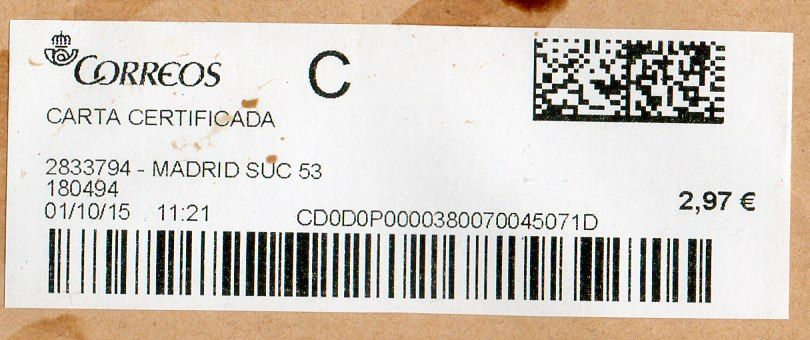 CORREOS
C
CARTA CERTIFICADA
2833794 - MADRID SUC 53
180494
2,97 €
01/10/15 11:21 CD0D0P0000380070045071D